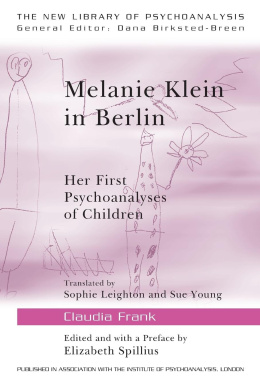 THE NEW LIBRARY OF PSYCHOANALYSIS
General Editor: Dana Birksted-Breen
Melanie Klein
in Berlin
Her First
Psychoanalyses
of Children
Translated by
Sophie Leighton and Sue Young
Claudia Frank
Edited and with a Preface by
Elizabeth Spillius
PUBLISHED IN ASSOCIATION WITH THE INSTITUTE OF PSYCHOANALYSIS, LONDON